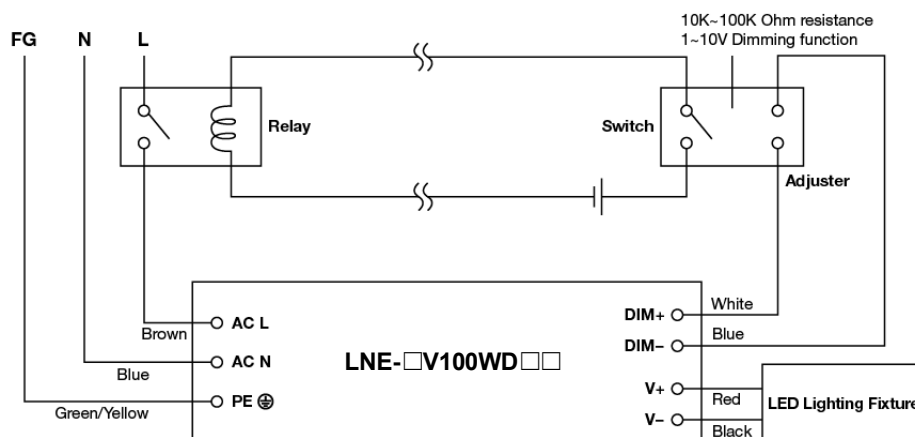 10K~100K Ohm resistance
1~10V Dimming function
FG N L
Relay
Switch
Adjuster
Brown
AC L
Blue
AC N
Green/Yellow
PE
LNE-□V100WD□□
DIM+
White
DIM−
Blue
V+
Red
V−
Black
LED Lighting Fixture